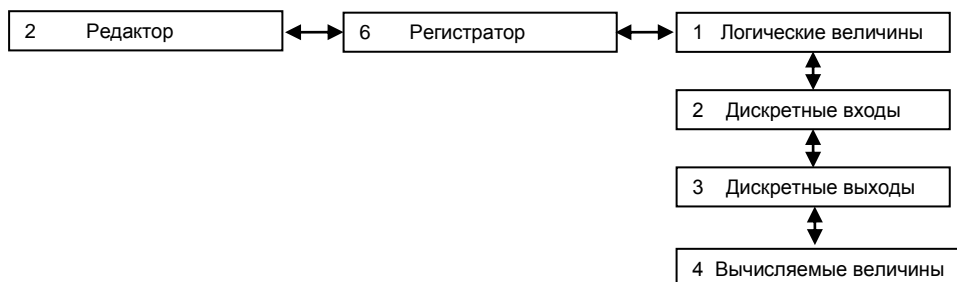 2 Редактор
6 Регистратор
1 Логические величины
2 Дискретные входы
3 Дискретные выходы
4 Вычисляемые величины